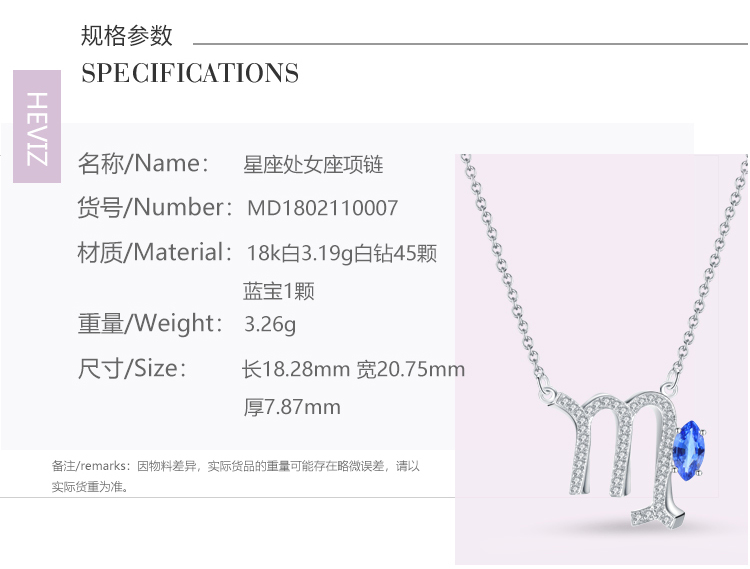 规格参数
SPECIFICATIONS
HEVIZ
名称/Name： 星座处女座项链
货号/Number： MD1802110007
材质/Material： 18k白3.19g白钻45颗
蓝宝1颗
重量/Weight： 3.26g
尺寸/Size： 长18.28mm 宽20.75mm
厚7.87mm
备注/remarks：因物料差异，实际货品的重量可能存在略微误差，请以
实际货重为准。